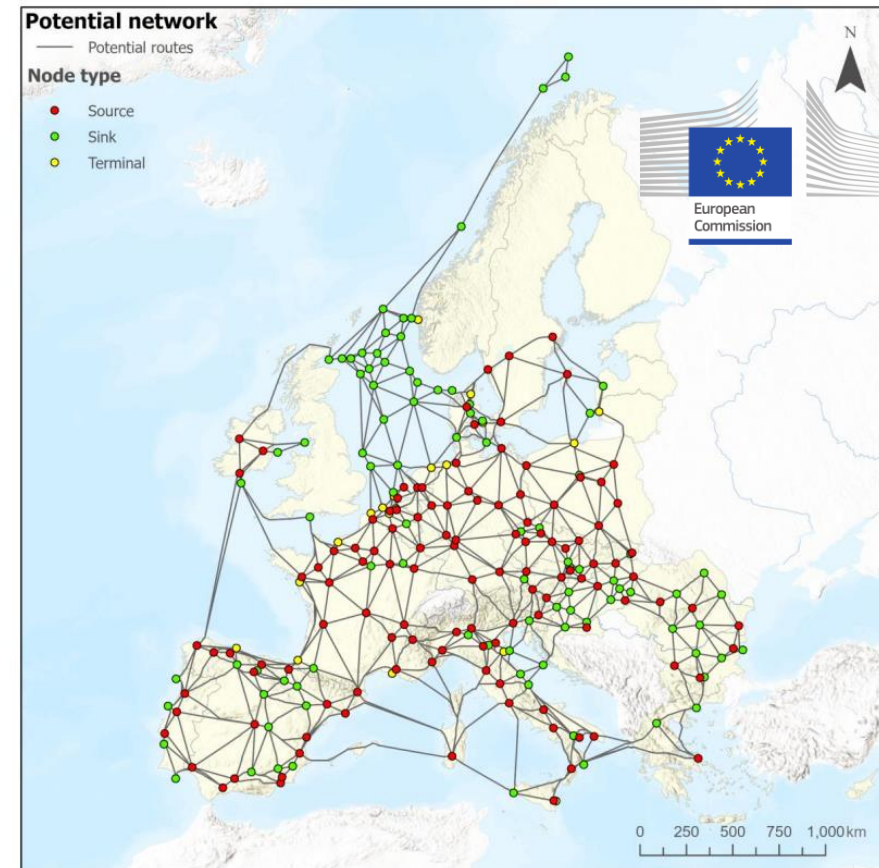 Potential network
Potential routes
Node type
Source
Sink
Terminal
N
European
Commission
0 250 500 750 1,000 km